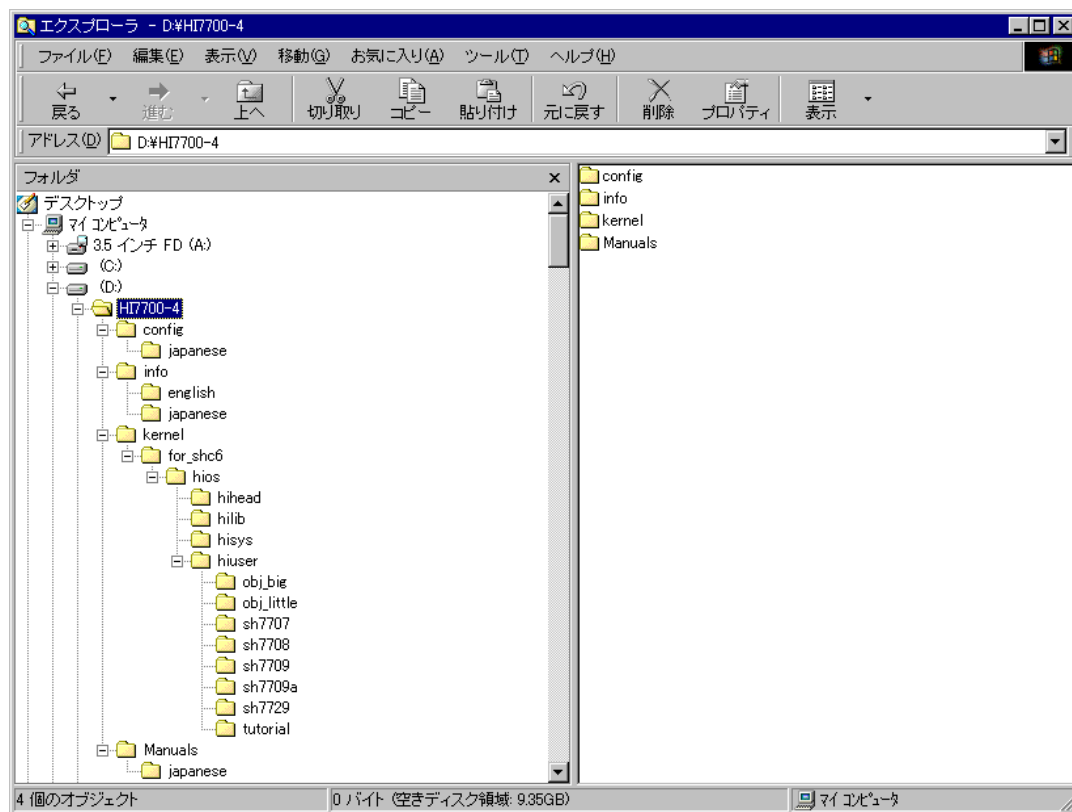 エクスプローラ - D:¥HI7700-4
ファイル(F) 編集(E) 表示(V) 移動(G) お気に入り(A) ツール(T) ヘルプ(H)
戻る 進む 上へ 切り取り コピー 貼り付け 元に戻す 削除 プロパティ 表示
アドレス(D) D:¥HI7700-4
フォルダ
デスクトップ
マイ コンピュータ
3.5 インチ FD (A:)
(C:)
(D:)
HI7700-4
config
japanese
info
english
japanese
kernel
for_shc6
hios
hihead
hilib
hisys
hiuser
obj_big
obj_little
sh7707
sh7708
sh7709
sh7709a
sh7729
tutorial
Manuals
japanese
config
info
kernel
Manuals
4 個のオブジェクト 0 バイト (空きディスク領域: 9.35GB) マイ コンピュータ